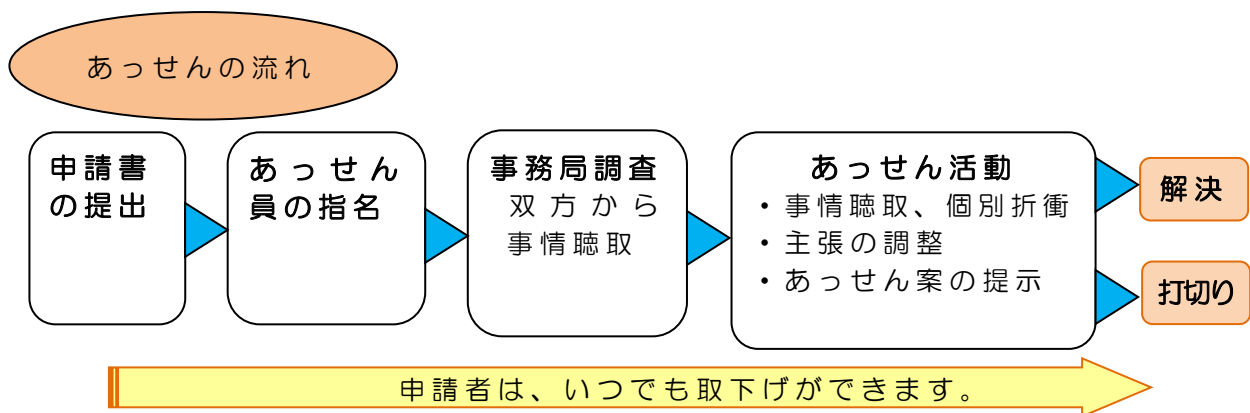 あっせんの流れ
申請書
の提出
あっせん
員の指名
事務局調査
双方から
事情聴取
あっせん活動
・事情聴取、個別折衝
・主張の調整
・あっせん案の提示
解決
打切り
申請者は、いつでも取下げができます。